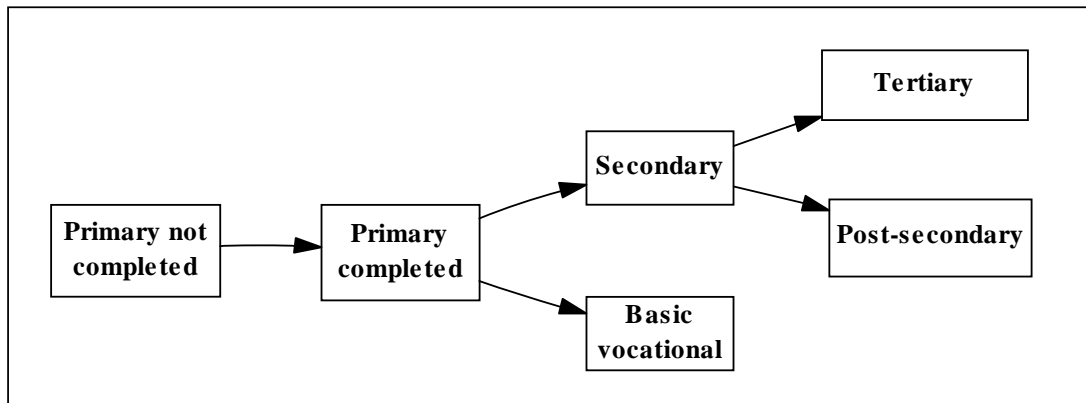 Primary not
completed
Primary
completed
Secondary
Basic
vocational
Tertiary
Post-secondary